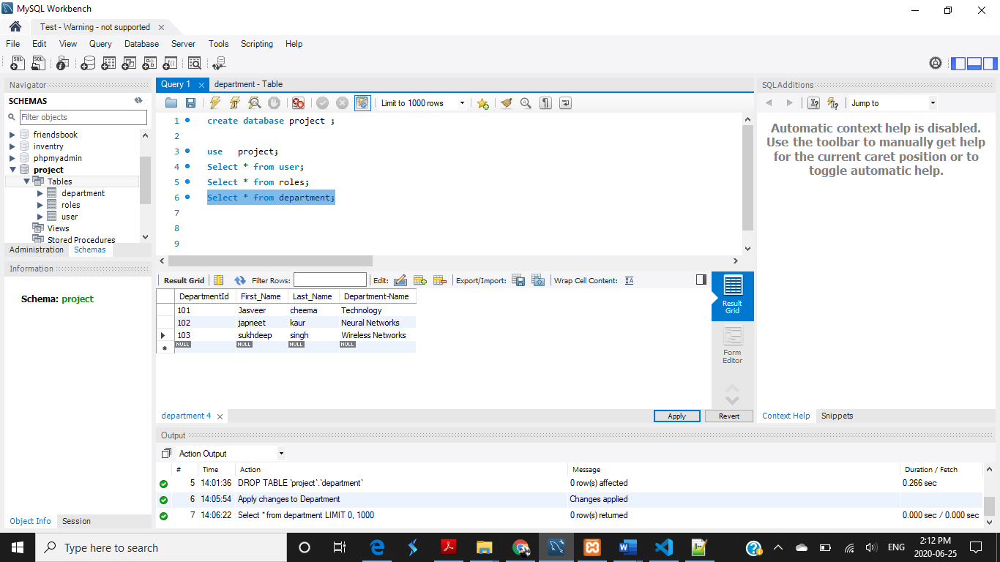 MySQL Workbench
Test - Warning - not supported
File Edit View Query Database Server Tools Scripting Help
Navigator
SCHEMAS
Filter objects
friendsbook
inventry
phpmyadmin
project
Tables
department
roles
user
Views
Stored Procedures
Administration Schemas
Information
Schema: project
Object Info Session
Query 1 department - Table
Limit to 1000 rows
1 create database project ;
2
3 use project;
4 Select * from user;
5 Select * from roles;
6 Select * from department;
7
8
9
Result Grid Filter Rows: Edit: Export/Import: Wrap Cell Content:
DepartmentId First_Name Last_Name Department-Name
101 Jasveer cheema Technology
102 japneet kaur Neural Networks
103 sukhdeep singh Wireless Networks
NULL NULL NULL NULL
Result Grid
Form Editor
department 4
Apply Revert
SQLAdditions
Jump to
Automatic context help is disabled.
Use the toolbar to manually get help
for the current caret position or to
toggle automatic help.
Context Help Snippets
Output
Action Output
# Time Action Message Duration / Fetch
5 14:01:36 DROP TABLE `project`.`department` 0 row(s) affected 0.266 sec
6 14:05:54 Apply changes to Department Changes applied
7 14:06:22 Select * from department LIMIT 0, 1000 0 row(s) returned 0.000 sec / 0.000 sec
Type here to search
ENG
2:12 PM
2020-06-25